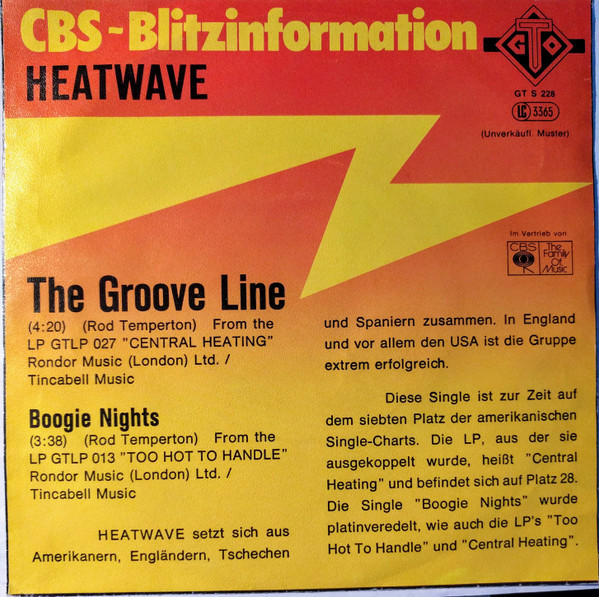 CBS-Blitzinformation
HEATWAVE
GTO
GT S 228
LC 3365
(Unverkäufl. Muster)
Im Vertrieb von
CBS
The
Family
Of
Music
The Groove Line
(4:20) (Rod Temperton) From the
LP GTLP 027 "CENTRAL HEATING"
Rondor Music (London) Ltd. /
Tincabell Music
Boogie Nights
(3:38) (Rod Temperton) From the
LP GTLP 013 "TOO HOT TO HANDLE"
Rondor Music (London) Ltd. /
Tincabell Music
HEATWAVE setzt sich aus
Amerikanern, Engländern, Tschechen
und Spaniern zusammen. In England
und vor allem den USA ist die Gruppe
extrem erfolgreich.
Diese Single ist zur Zeit auf
dem siebten Platz der amerikanischen
Single-Charts. Die LP, aus der sie
ausgekoppelt wurde, heißt "Central
Heating" und befindet sich auf Platz 28.
Die Single "Boogie Nights" wurde
platinveredelt, wie auch die LP's "Too
Hot To Handle" und "Central Heating".